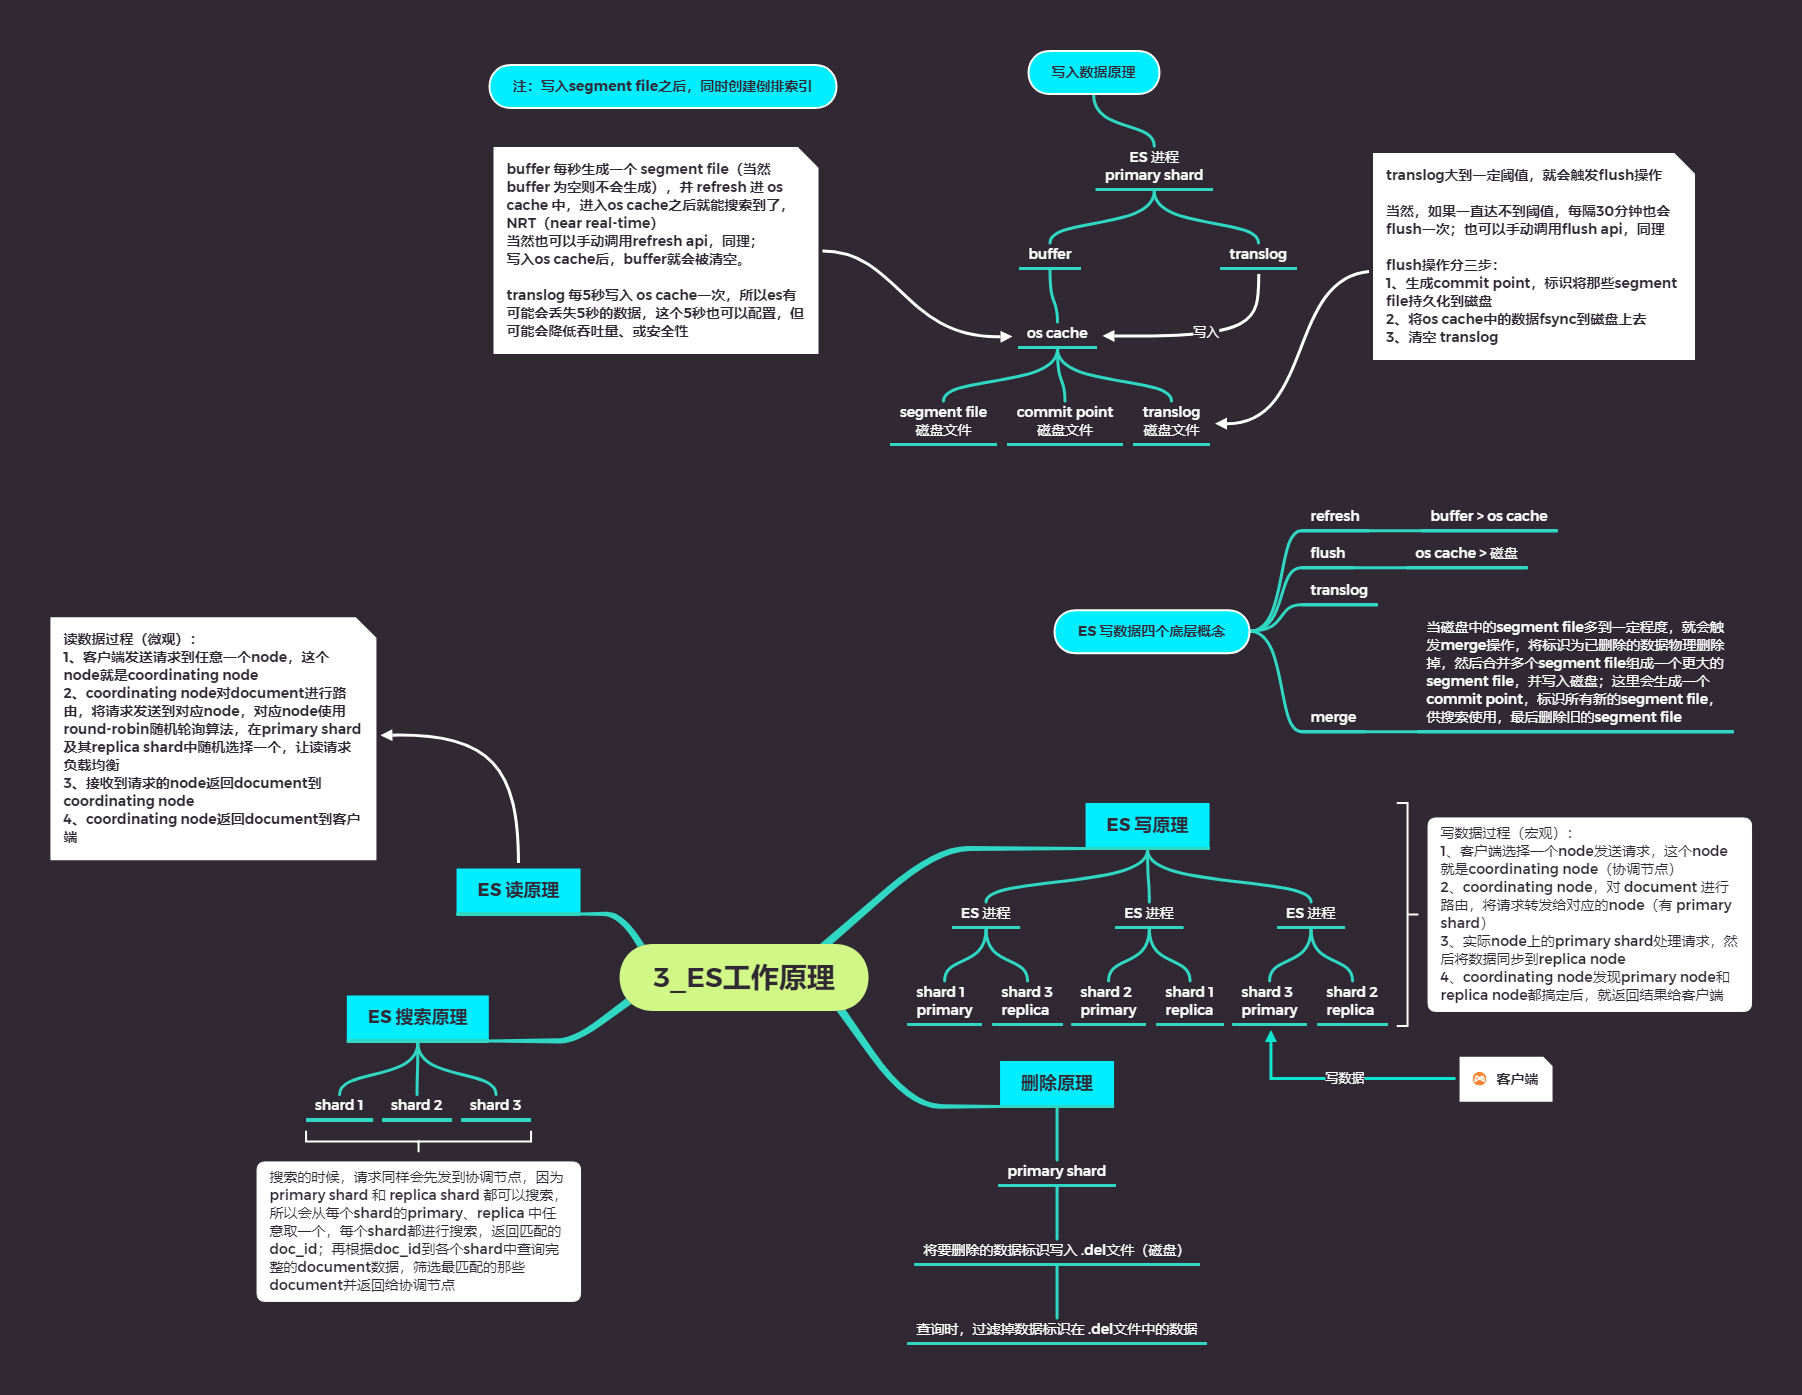 注：写入segment file之后，同时创建倒排索引
写入数据原理
ES 进程
primary shard
buffer
translog
os cache
写入
segment file
磁盘文件
commit point
磁盘文件
translog
磁盘文件
buffer 每秒生成一个 segment file（当然
buffer 为空则不会生成），并 refresh 进 os
cache 中，进入os cache之后就能搜索到了，
NRT（near real-time）
当然也可以手动调用refresh api，同理；
写入os cache后，buffer就会被清空。
translog 每5秒写入 os cache一次，所以es有
可能会丢失5秒的数据，这个5秒也可以配置，但
可能会降低吞吐量、或安全性
translog大到一定阈值，就会触发flush操作
当然，如果一直达不到阈值，每隔30分钟也会
flush一次；也可以手动调用flush api，同理
flush操作分三步：
1、生成commit point，标识将那些segment
file持久化到磁盘
2、将os cache中的数据fsync到磁盘上去
3、清空 translog
ES 写数据四个底层概念
refresh
buffer > os cache
flush
os cache > 磁盘
translog
merge
当磁盘中的segment file多到一定程度，就会触
发merge操作，将标识为已删除的数据物理删除
掉，然后合并多个segment file组成一个更大的
segment file，并写入磁盘；这里会生成一个
commit point，标识所有新的segment file，
供搜索使用，最后删除旧的segment file
读数据过程（微观）：
1、客户端发送请求到任意一个node，这个
node就是coordinating node
2、coordinating node对document进行路
由，将请求发送到对应node，对应node使用
round-robin随机轮询算法，在primary shard
及其replica shard中随机选择一个，让读请求
负载均衡
3、接收到请求的node返回document到
coordinating node
4、coordinating node返回document到客户
端
ES 读原理
3_ES工作原理
ES 写原理
ES 进程
ES 进程
ES 进程
shard 1
primary
shard 3
replica
shard 2
primary
shard 1
replica
shard 3
primary
shard 2
replica
写数据过程（宏观）：
1、客户端选择一个node发送请求，这个node
就是coordinating node（协调节点）
2、coordinating node，对 document 进行
路由，将请求转发给对应的node（有 primary
shard）
3、实际node上的primary shard处理请求，然
后将数据同步到replica node
4、coordinating node发现primary node和
replica node都搞定后，就返回结果给客户端
写数据
客户端
ES 搜索原理
shard 1
shard 2
shard 3
搜索的时候，请求同样会先发到协调节点，因为
primary shard 和 replica shard 都可以搜索，
所以会从每个shard的primary、replica 中任
意取一个，每个shard都进行搜索，返回匹配的
doc_id；再根据doc_id到各个shard中查询完
整的document数据，筛选最匹配的那些
document并返回给协调节点
删除原理
primary shard
将要删除的数据标识写入 .del文件（磁盘）
查询时，过滤掉数据标识在 .del文件中的数据